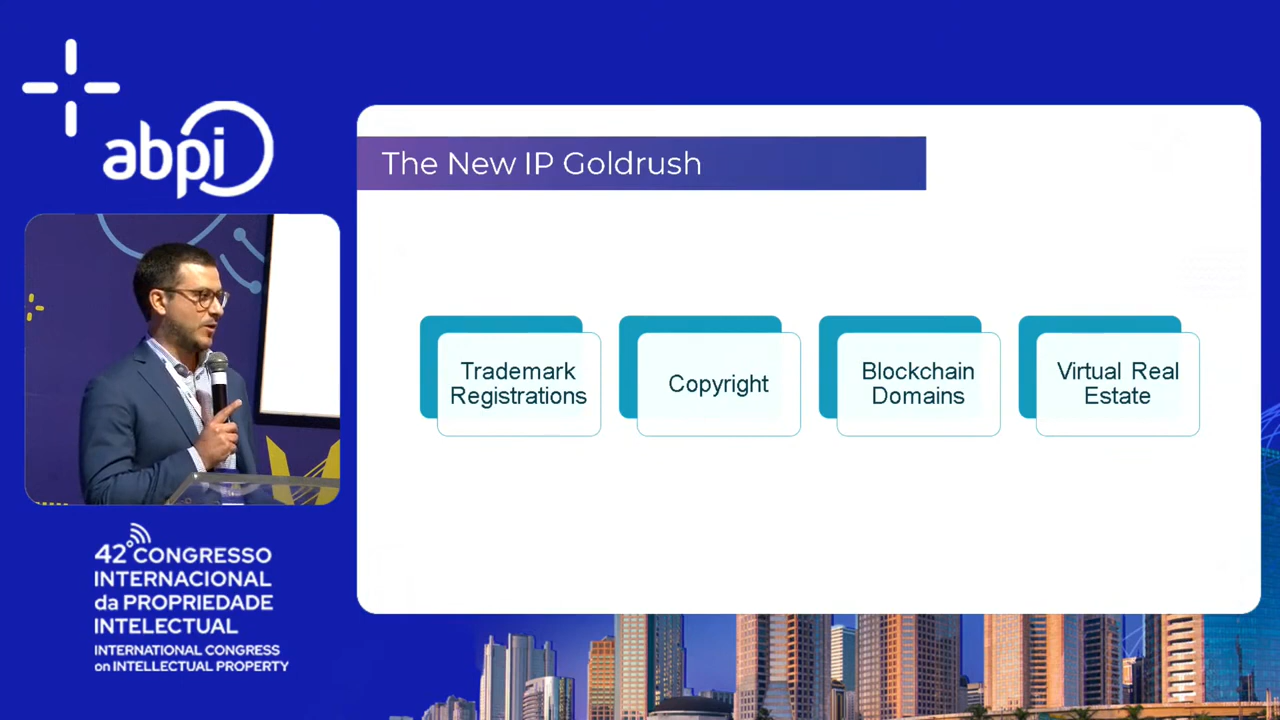 abpi
The New IP Goldrush
Trademark
Registrations
Copyright
Blockchain
Domains
Virtual Real
Estate
42º CONGRESSO
INTERNACIONAL
da PROPRIEDADE
INTELECTUAL
INTERNATIONAL CONGRESS
on INTELLECTUAL PROPERTY